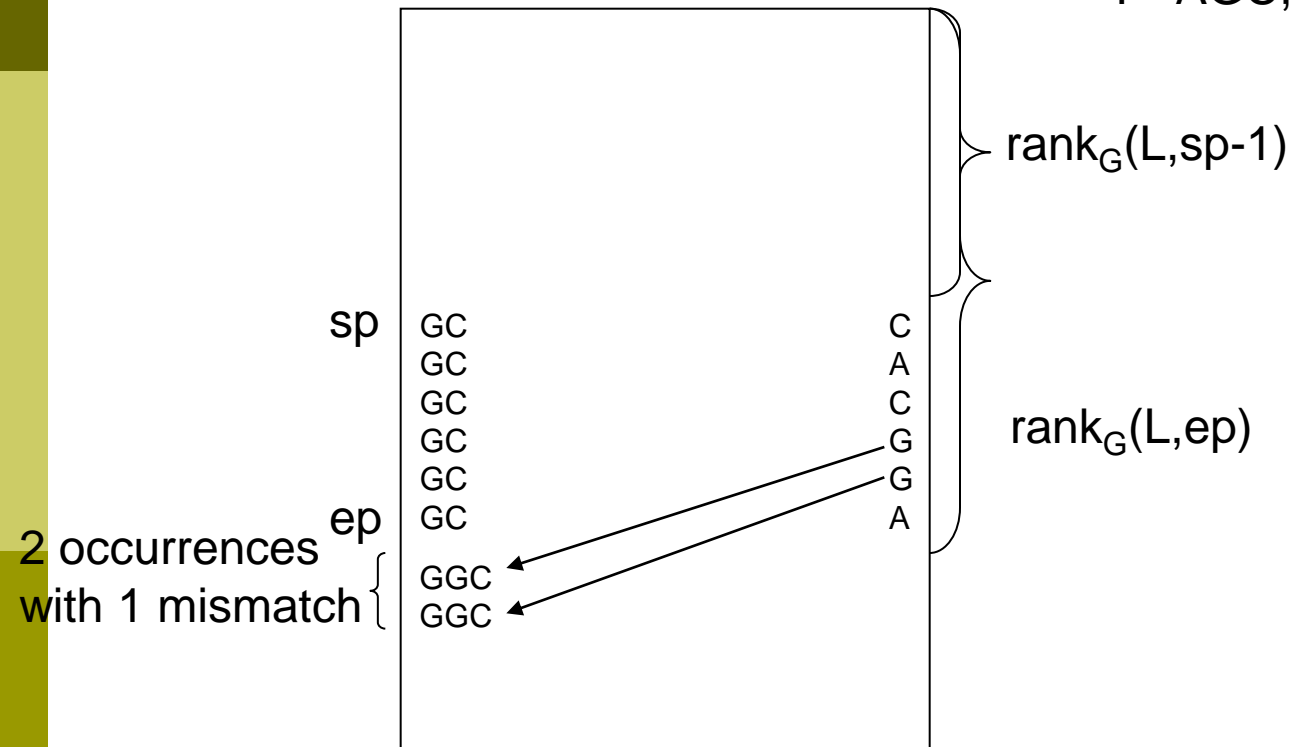 rank_G(L,sp-1)
sp GC C
GC A
GC C
GC G
rank_G(L,ep)
GC G
ep GC A
2 occurrences
with 1 mismatch
GGC
GGC